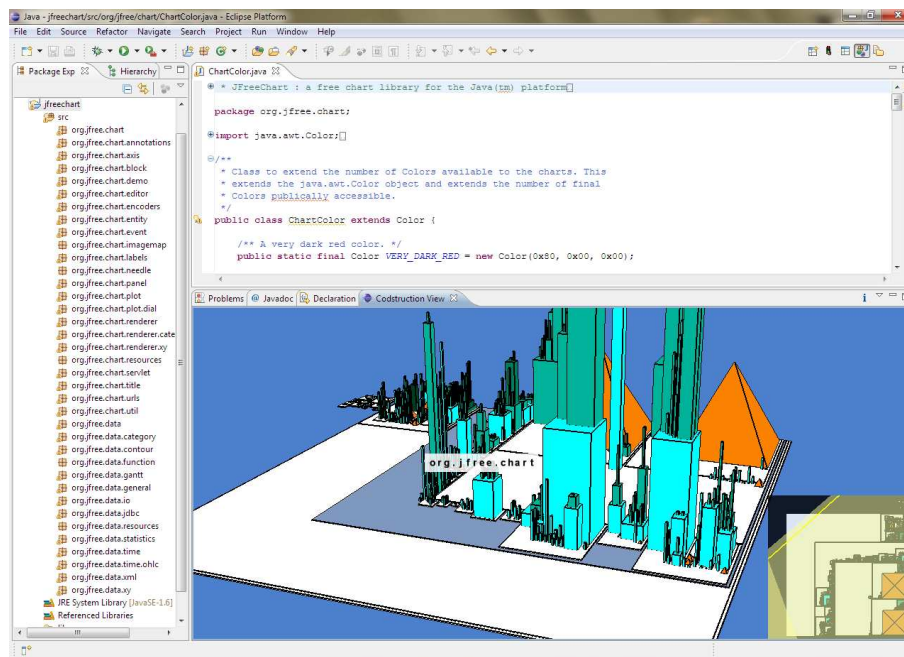 Java - jfreechart/src/org/jfree/chart/ChartColor.java - Eclipse Platform
File Edit Source Refactor Navigate Search Project Run Window Help
Package Exp Hierarchy
jfreechart
src
org.jfree.chart
org.jfree.chart.annotations
org.jfree.chart.axis
org.jfree.chart.block
org.jfree.chart.demo
org.jfree.chart.editor
org.jfree.chart.encoders
org.jfree.chart.entity
org.jfree.chart.event
org.jfree.chart.imagemap
org.jfree.chart.labels
org.jfree.chart.needle
org.jfree.chart.panel
org.jfree.chart.plot
org.jfree.chart.plot.dial
org.jfree.chart.renderer
org.jfree.chart.renderer.cate
org.jfree.chart.renderer.xy
org.jfree.chart.resources
org.jfree.chart.servlet
org.jfree.chart.title
org.jfree.chart.urls
org.jfree.chart.util
org.jfree.data
org.jfree.data.category
org.jfree.data.contour
org.jfree.data.function
org.jfree.data.gantt
org.jfree.data.general
org.jfree.data.io
org.jfree.data.jdbc
org.jfree.data.resources
org.jfree.data.statistics
org.jfree.data.time
org.jfree.data.time.ohlc
org.jfree.data.xml
org.jfree.data.xy
JRE System Library [JavaSE-1.6]
Referenced Libraries
ChartColor.java
* JFreeChart : a free chart library for the Java(tm) platform
package org.jfree.chart;
import java.awt.Color;
/**
* Class to extend the number of Colors available to the charts. This
* extends the java.awt.Color object and extends the number of final
* Colors publically accessible.
*/
public class ChartColor extends Color {
/** A very dark red color. */
public static final Color VERY_DARK_RED = new Color(0x80, 0x00, 0x00);
Problems @ Javadoc Declaration Codstruction View
org.jfree.chart